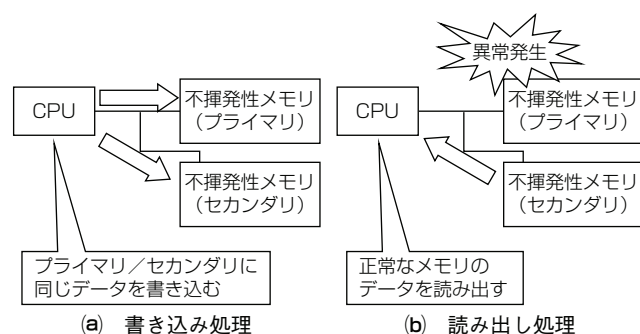 CPU
不揮発性メモリ
（プライマリ）
不揮発性メモリ
（セカンダリ）
プライマリ／セカンダリに
同じデータを書き込む
(a) 書き込み処理
異常発生
CPU
不揮発性メモリ
（プライマリ）
不揮発性メモリ
（セカンダリ）
正常なメモリの
データを読み出す
(b) 読み出し処理